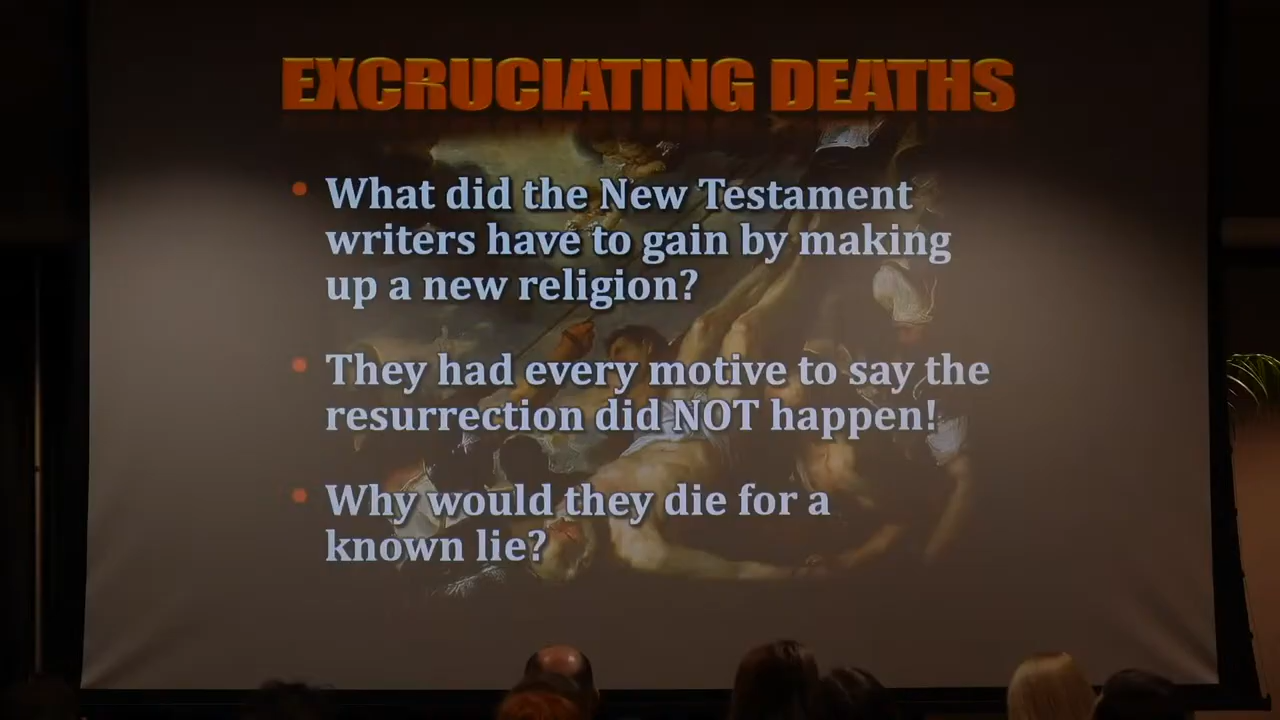 EXCRUCIATING DEATHS
• What did the New Testament
writers have to gain by making
up a new religion?
• They had every motive to say the
resurrection did NOT happen!
• Why would they die for a
known lie?